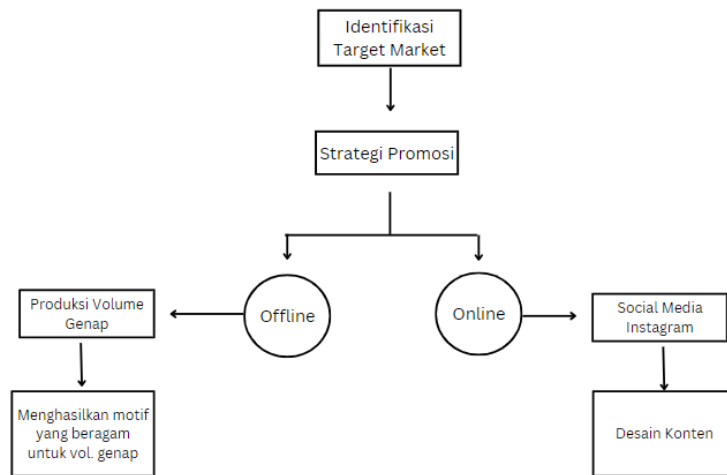 Identifikasi
Target Market
Strategi Promosi
Offline
Online
Produksi Volume
Genap
Social Media
Instagram
Menghasilkan motif
yang beragam
untuk vol. genap
Desain Konten